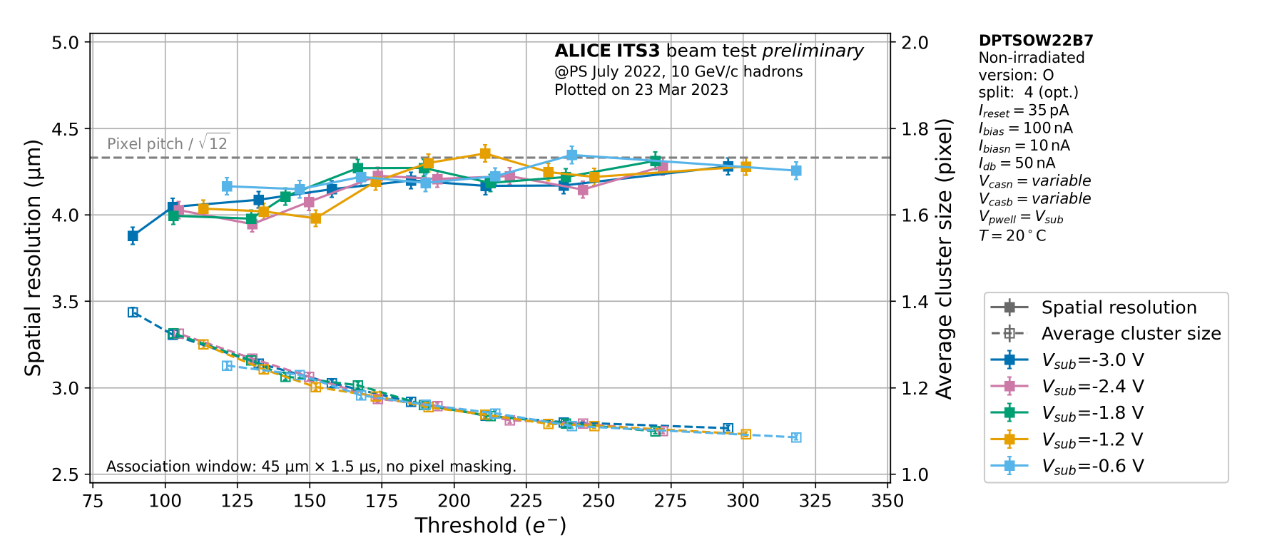 ALICE ITS3 beam test preliminary
@PS July 2022, 10 GeV/c hadrons
Plotted on 23 Mar 2023
Pixel pitch / √12
Association window: 45 μm × 1.5 μs, no pixel masking.
Spatial resolution (μm)
5.0
4.5
4.0
3.5
3.0
2.5
75 100 125 150 175 200 225 250 275 300 325 350
Threshold (e⁻)
2.0
1.8
1.6
1.4
1.2
1.0
Average cluster size (pixel)
DPTSOW22B7
Non-irradiated
version: O
split: 4 (opt.)
I_reset = 35 pA
I_bias = 100 nA
I_biasn = 10 nA
I_db = 50 nA
V_casn = variable
V_casb = variable
V_pwell = V_sub
T = 20 °C
Spatial resolution
Average cluster size
V_sub=-3.0 V
V_sub=-2.4 V
V_sub=-1.8 V
V_sub=-1.2 V
V_sub=-0.6 V